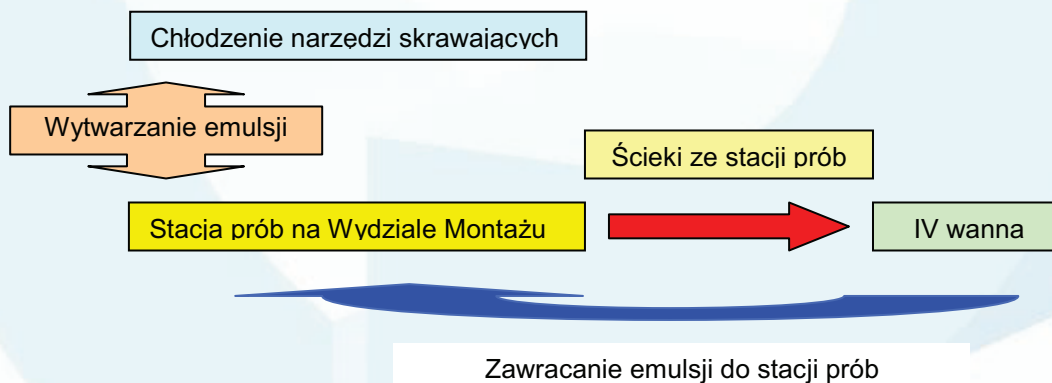 Chłodzenie narzędzi skrawających
Wytwarzanie emulsji
Ścieki ze stacji prób
Stacja prób na Wydziale Montażu
IV wanna
Zawracanie emulsji do stacji prób